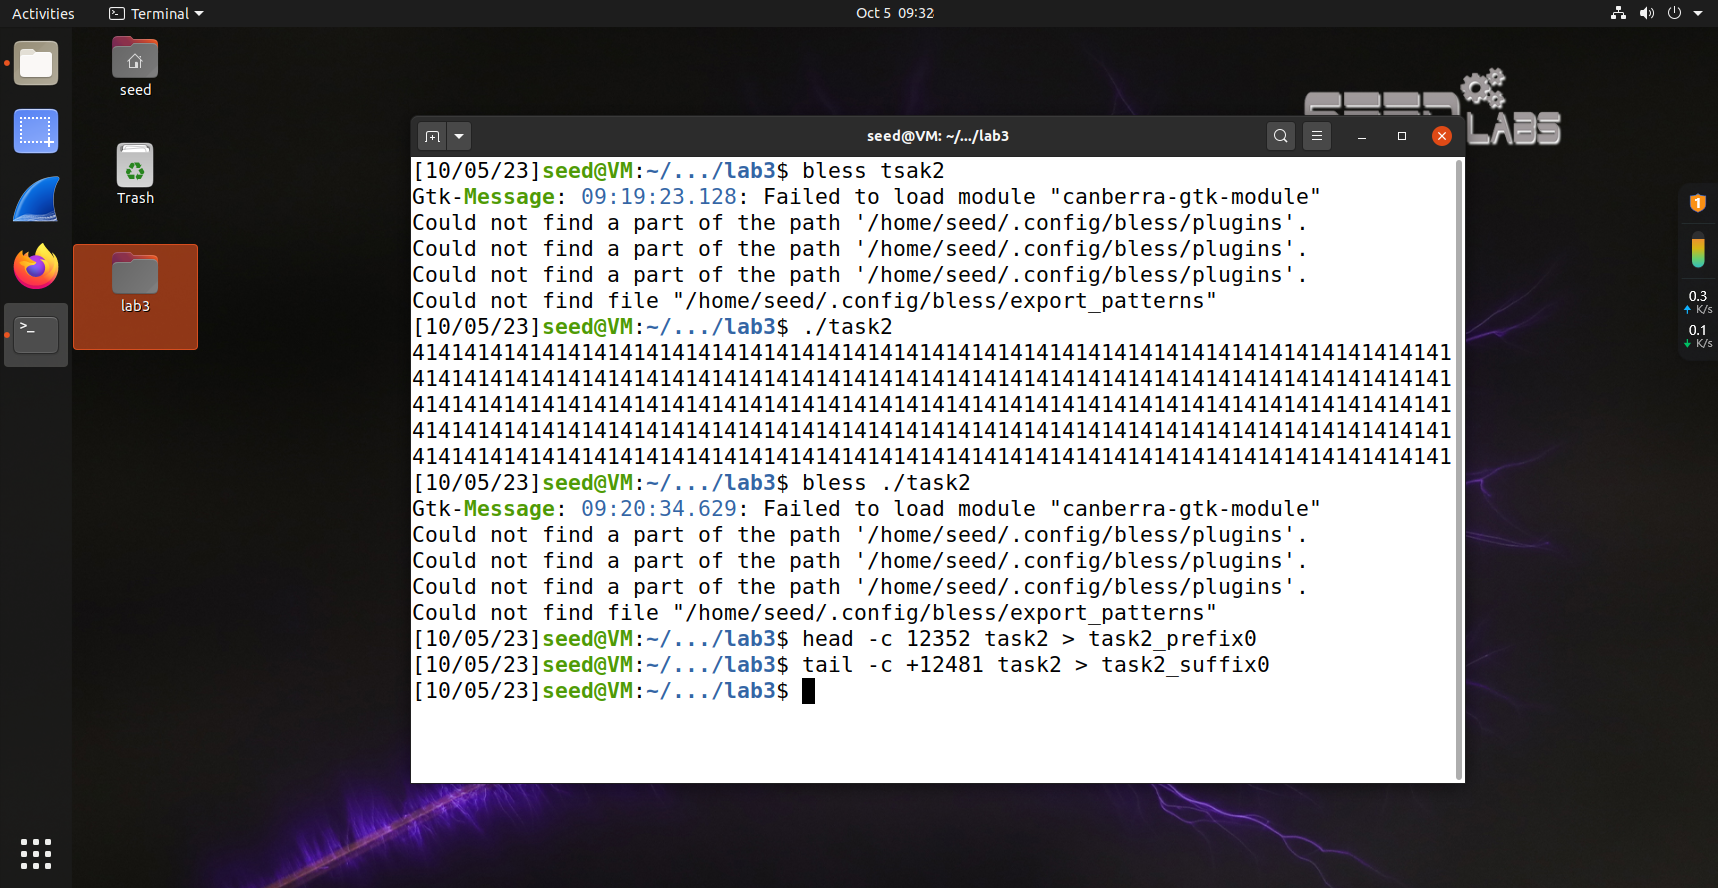 Activities
Terminal
Oct 5 09:32
seed
Trash
lab3
SEED
LABS
seed@VM: ~/.../lab3
[10/05/23]seed@VM:~/.../lab3$ bless tsak2
Gtk-Message: 09:19:23.128: Failed to load module "canberra-gtk-module"
Could not find a part of the path '/home/seed/.config/bless/plugins'.
Could not find a part of the path '/home/seed/.config/bless/plugins'.
Could not find a part of the path '/home/seed/.config/bless/plugins'.
Could not find file "/home/seed/.config/bless/export_patterns"
[10/05/23]seed@VM:~/.../lab3$ ./task2
41414141414141414141414141414141414141414141414141414141414141414141414141414141
41414141414141414141414141414141414141414141414141414141414141414141414141414141
41414141414141414141414141414141414141414141414141414141414141414141414141414141
41414141414141414141414141414141414141414141414141414141414141414141414141414141
41414141414141414141414141414141414141414141414141414141414141414141414141414141
[10/05/23]seed@VM:~/.../lab3$ bless ./task2
Gtk-Message: 09:20:34.629: Failed to load module "canberra-gtk-module"
Could not find a part of the path '/home/seed/.config/bless/plugins'.
Could not find a part of the path '/home/seed/.config/bless/plugins'.
Could not find a part of the path '/home/seed/.config/bless/plugins'.
Could not find file "/home/seed/.config/bless/export_patterns"
[10/05/23]seed@VM:~/.../lab3$ head -c 12352 task2 > task2_prefix0
[10/05/23]seed@VM:~/.../lab3$ tail -c +12481 task2 > task2_suffix0
[10/05/23]seed@VM:~/.../lab3$
1
0.3
K/s
0.1
K/s